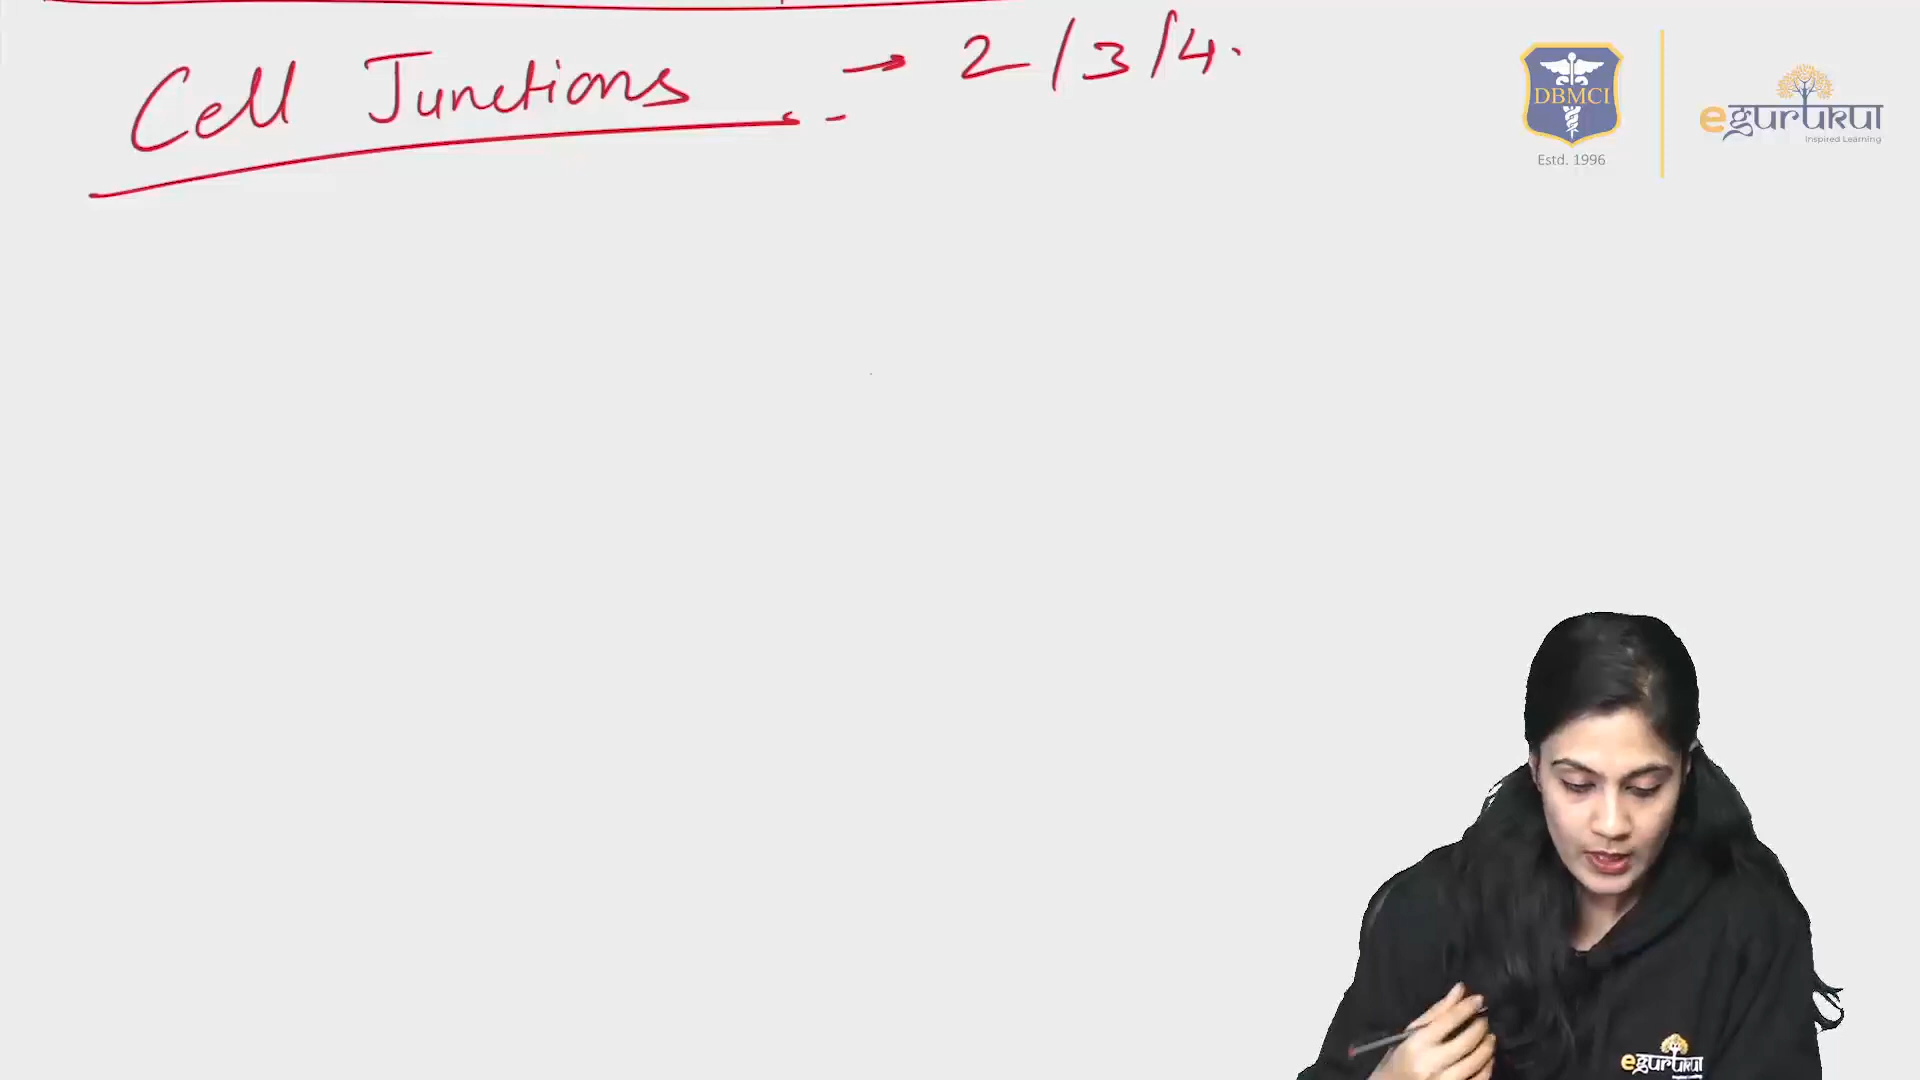 Cell Junctions :- → 2/3/4.
DBMCI
Estd. 1996
egurukul
Inspired Learning
egurukul